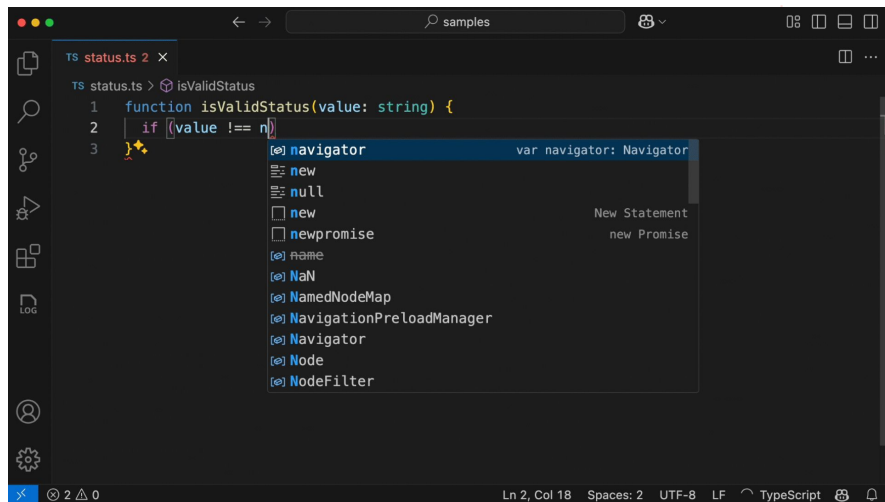 samples
TS status.ts 2
TS status.ts > isValidStatus
1 function isValidStatus(value: string) {
2 if (value !== n)
3 }
navigator var navigator: Navigator
new
null
new New Statement
newpromise new Promise
name
NaN
NamedNodeMap
NavigationPreloadManager
Navigator
Node
NodeFilter
LOG
2 0 Ln 2, Col 18 Spaces: 2 UTF-8 LF TypeScript